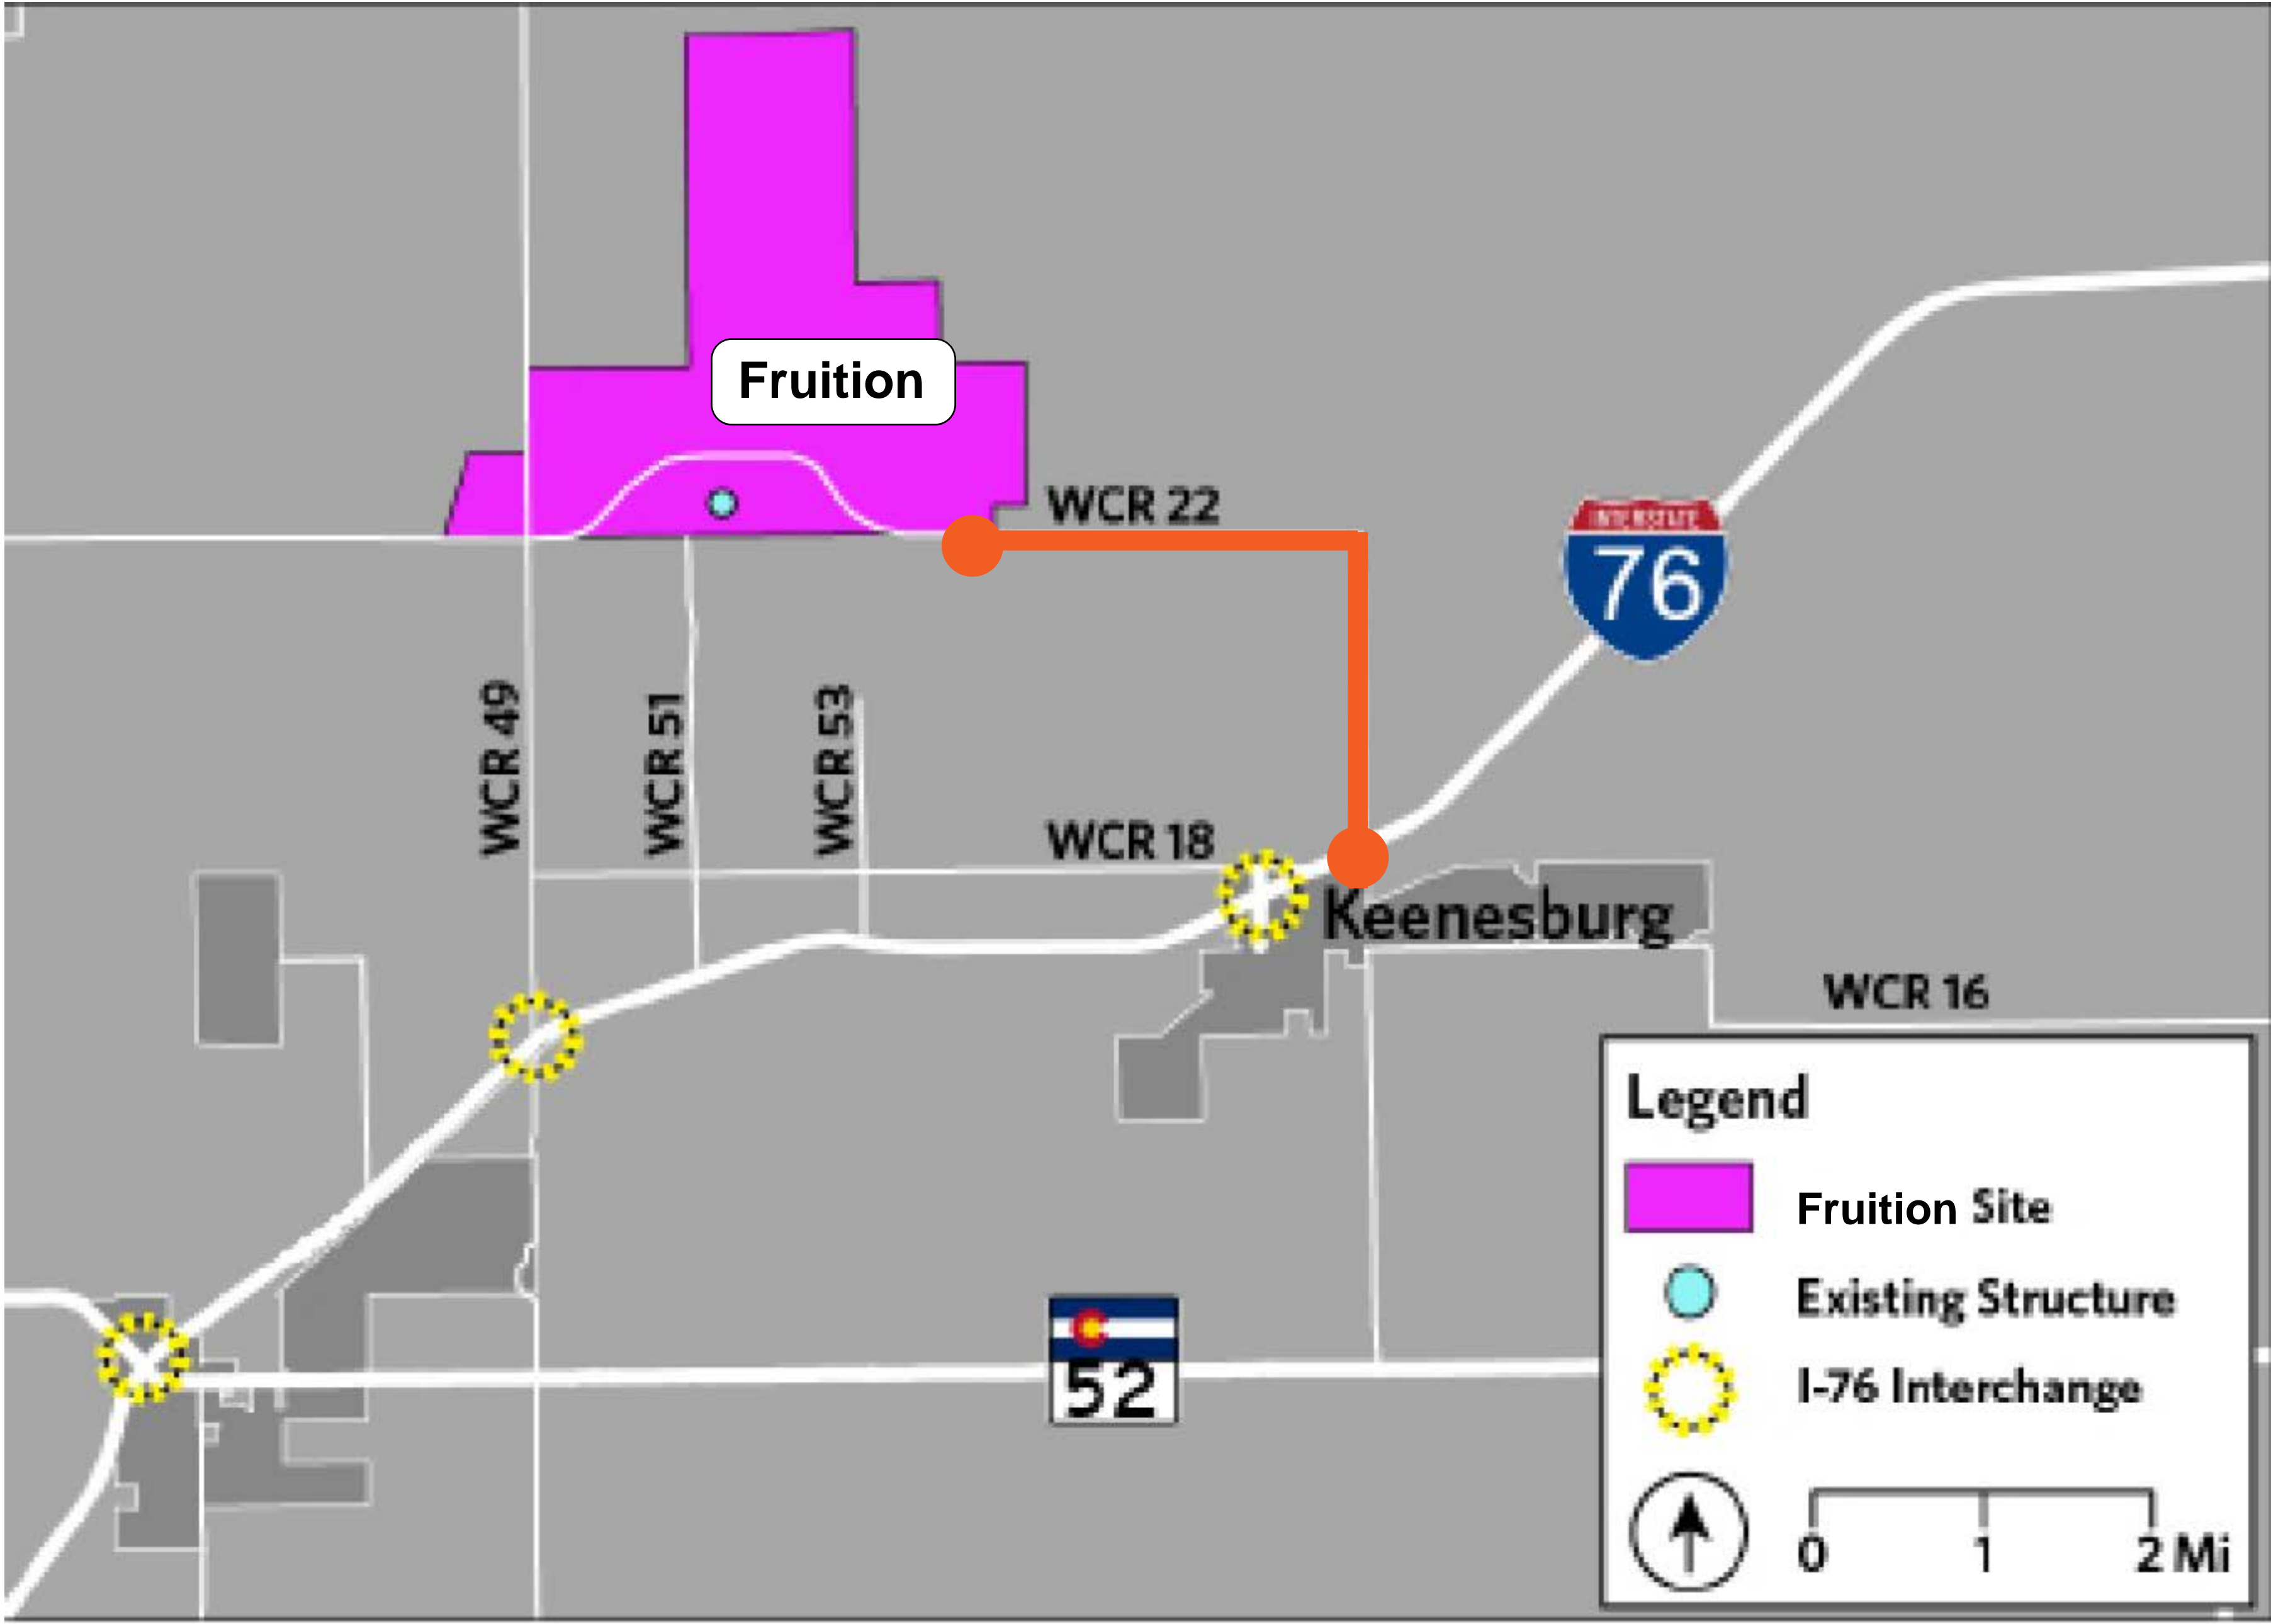 Fruition
WCR 22
INTERSTATE
76
WCR 49
WCR 51
WCR 53
WCR 18
Keenesburg
WCR 16
52
Legend
Fruition Site
Existing Structure
I-76 Interchange
0 1 2 Mi